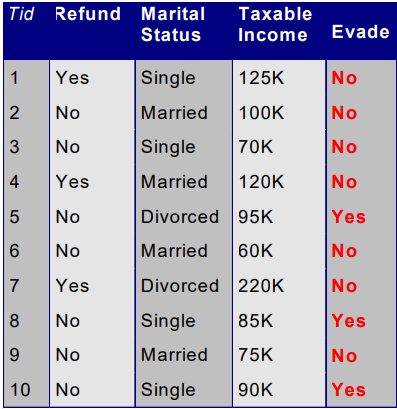 Tid Refund Marital Status Taxable Income Evade
1 Yes Single 125K No
2 No Married 100K No
3 No Single 70K No
4 Yes Married 120K No
5 No Divorced 95K Yes
6 No Married 60K No
7 Yes Divorced 220K No
8 No Single 85K Yes
9 No Married 75K No
10 No Single 90K Yes